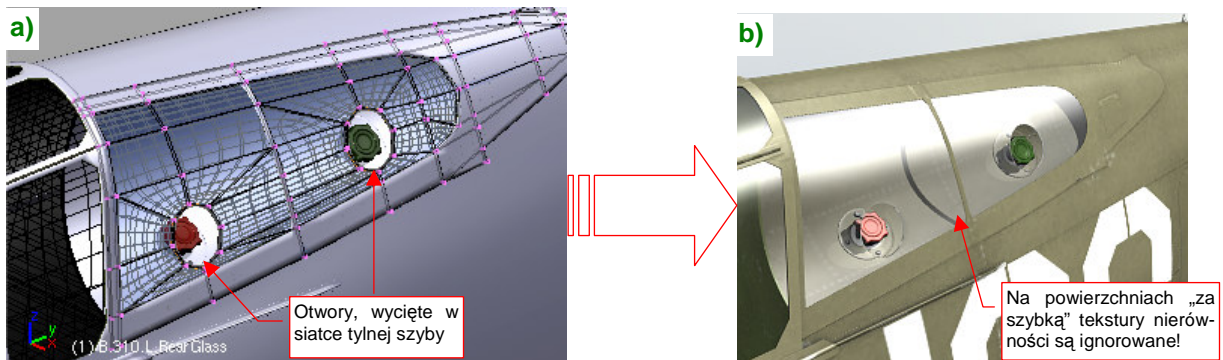 a)
Otwory, wycięte w
siatce tylnej szyby
z
y
x
(1) B.310.L.RearGlass
b)
Na powierzchniach „za
szybką” tekstury nierów-
ności są ignorowane!